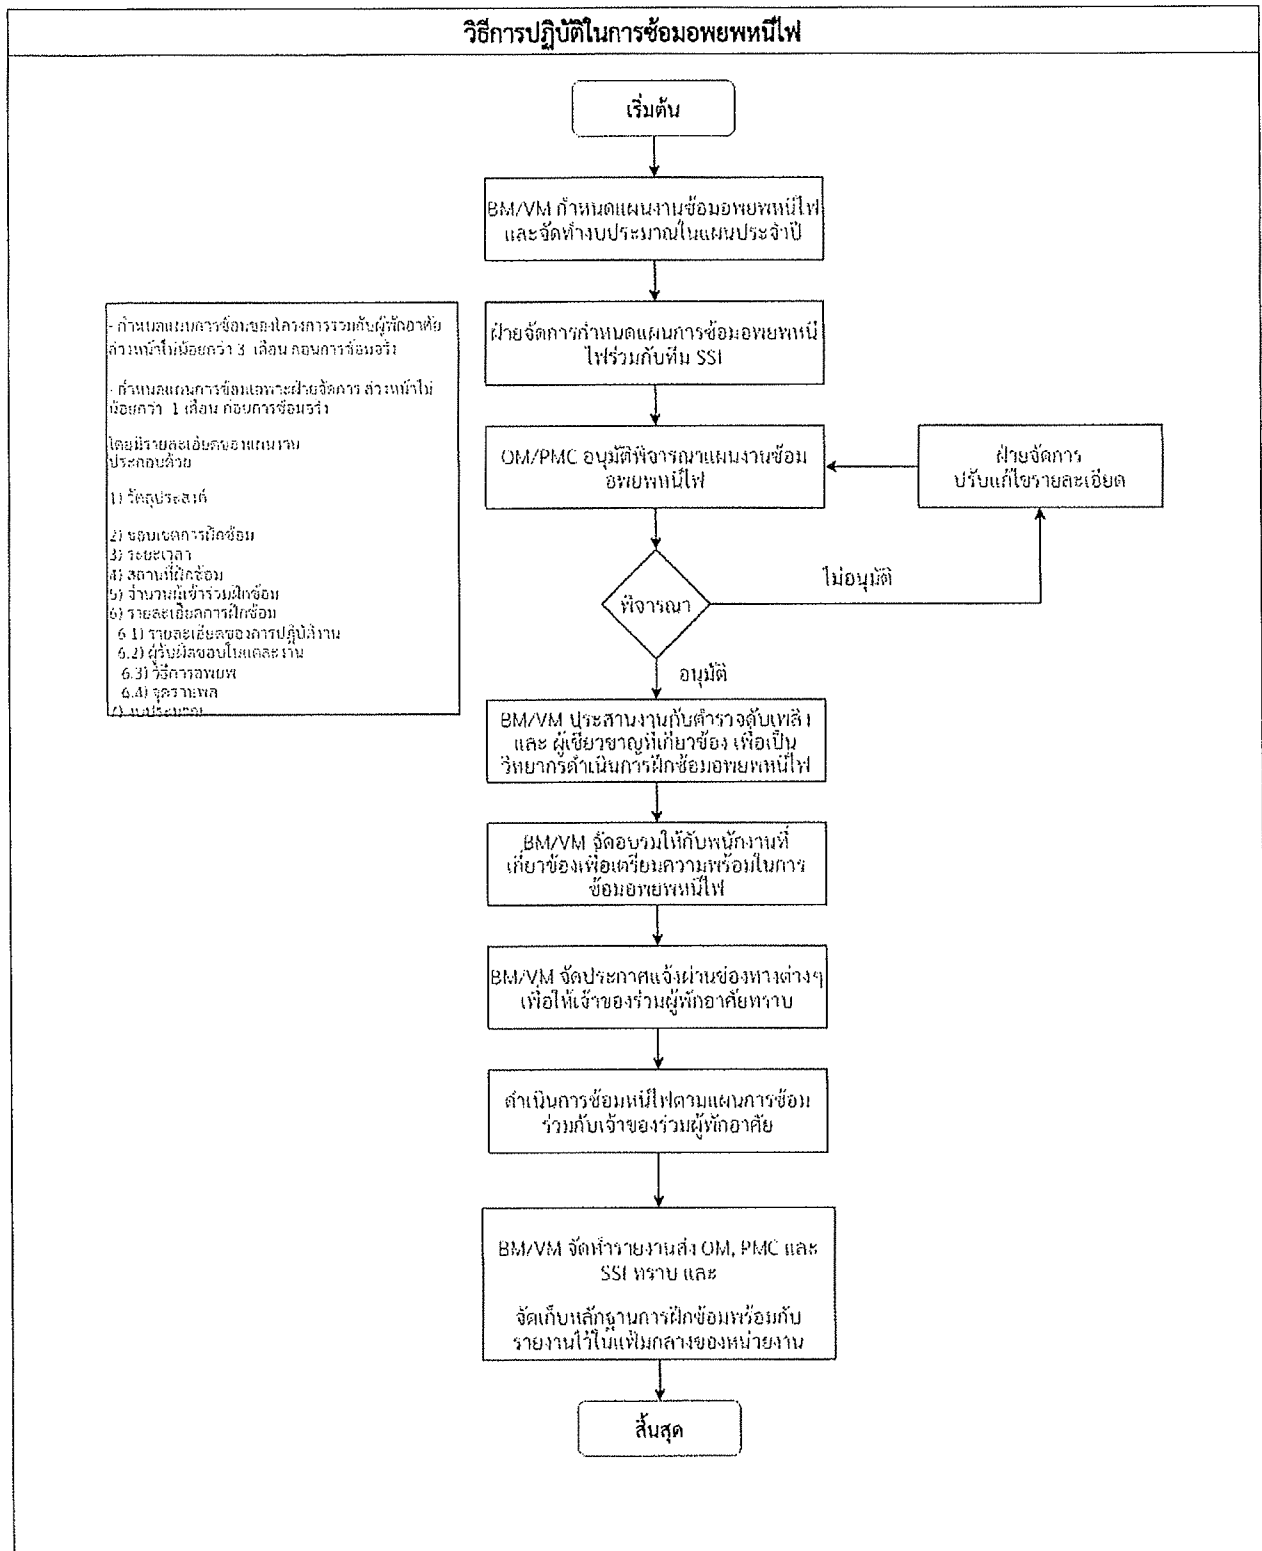 วิธีการปฏิบัติในการซ้อมอพยพหนีไฟ
เริ่มต้น
BM/VM กำหนดแผนงานซ้อมอพยพหนีไฟ
และจัดทำงบประมาณในแผนประจำปี
- กำหนดแผนการซ้อมของโครงการร่วมกับผู้พักอาศัย
ล่วงหน้าไม่น้อยกว่า 3 เดือน ก่อนการซ้อมจริง
- กำหนดแผนการซ้อมเฉพาะฝ่ายจัดการ ล่วงหน้าไม่
น้อยกว่า 1 เดือน ก่อนการซ้อมจริง
โดยมีรายละเอียดของแผนงาน
ประกอบด้วย
1) วัตถุประสงค์
2) ขอบเขตการฝึกซ้อม
3) ระยะเวลา
4) สถานที่ฝึกซ้อม
5) จำนวนผู้เข้าร่วมฝึกซ้อม
6) รายละเอียดการฝึกซ้อม
6.1) รายละเอียดของการปฏิบัติงาน
6.2) ผู้รับผิดชอบในแต่ละงาน
6.3) วิธีการอพยพ
6.4) จุดรวมพล
7) งบประมาณ
ฝ่ายจัดการกำหนดแผนการซ้อมอพยพหนี
ไฟร่วมกับทีม SSI
OM/PMC อนุมัติพิจารณาแผนงานซ้อม
อพยพหนีไฟ
ฝ่ายจัดการ
ปรับแก้ไขรายละเอียด
พิจารณา
ไม่อนุมัติ
อนุมัติ
BM/VM ประสานงานกับตำรวจดับเพลิง
และ ผู้เชี่ยวชาญที่เกี่ยวข้อง เพื่อเป็น
วิทยากรดำเนินการฝึกซ้อมอพยพหนีไฟ
BM/VM จัดอบรมให้กับพนักงานที่
เกี่ยวข้องเพื่อเตรียมความพร้อมในการ
ซ้อมอพยพหนีไฟ
BM/VM จัดประกาศแจ้งผ่านช่องทางต่างๆ
เพื่อให้เจ้าของร่วมผู้พักอาศัยทราบ
ดำเนินการซ้อมหนีไฟตามแผนการซ้อม
ร่วมกับเจ้าของร่วมผู้พักอาศัย
BM/VM จัดทำรายงานส่ง OM, PMC และ
SSI ทราบ และ
จัดเก็บหลักฐานการฝึกซ้อมพร้อมกับ
รายงานไว้ในแฟ้มกลางของหน่วยงาน
สิ้นสุด